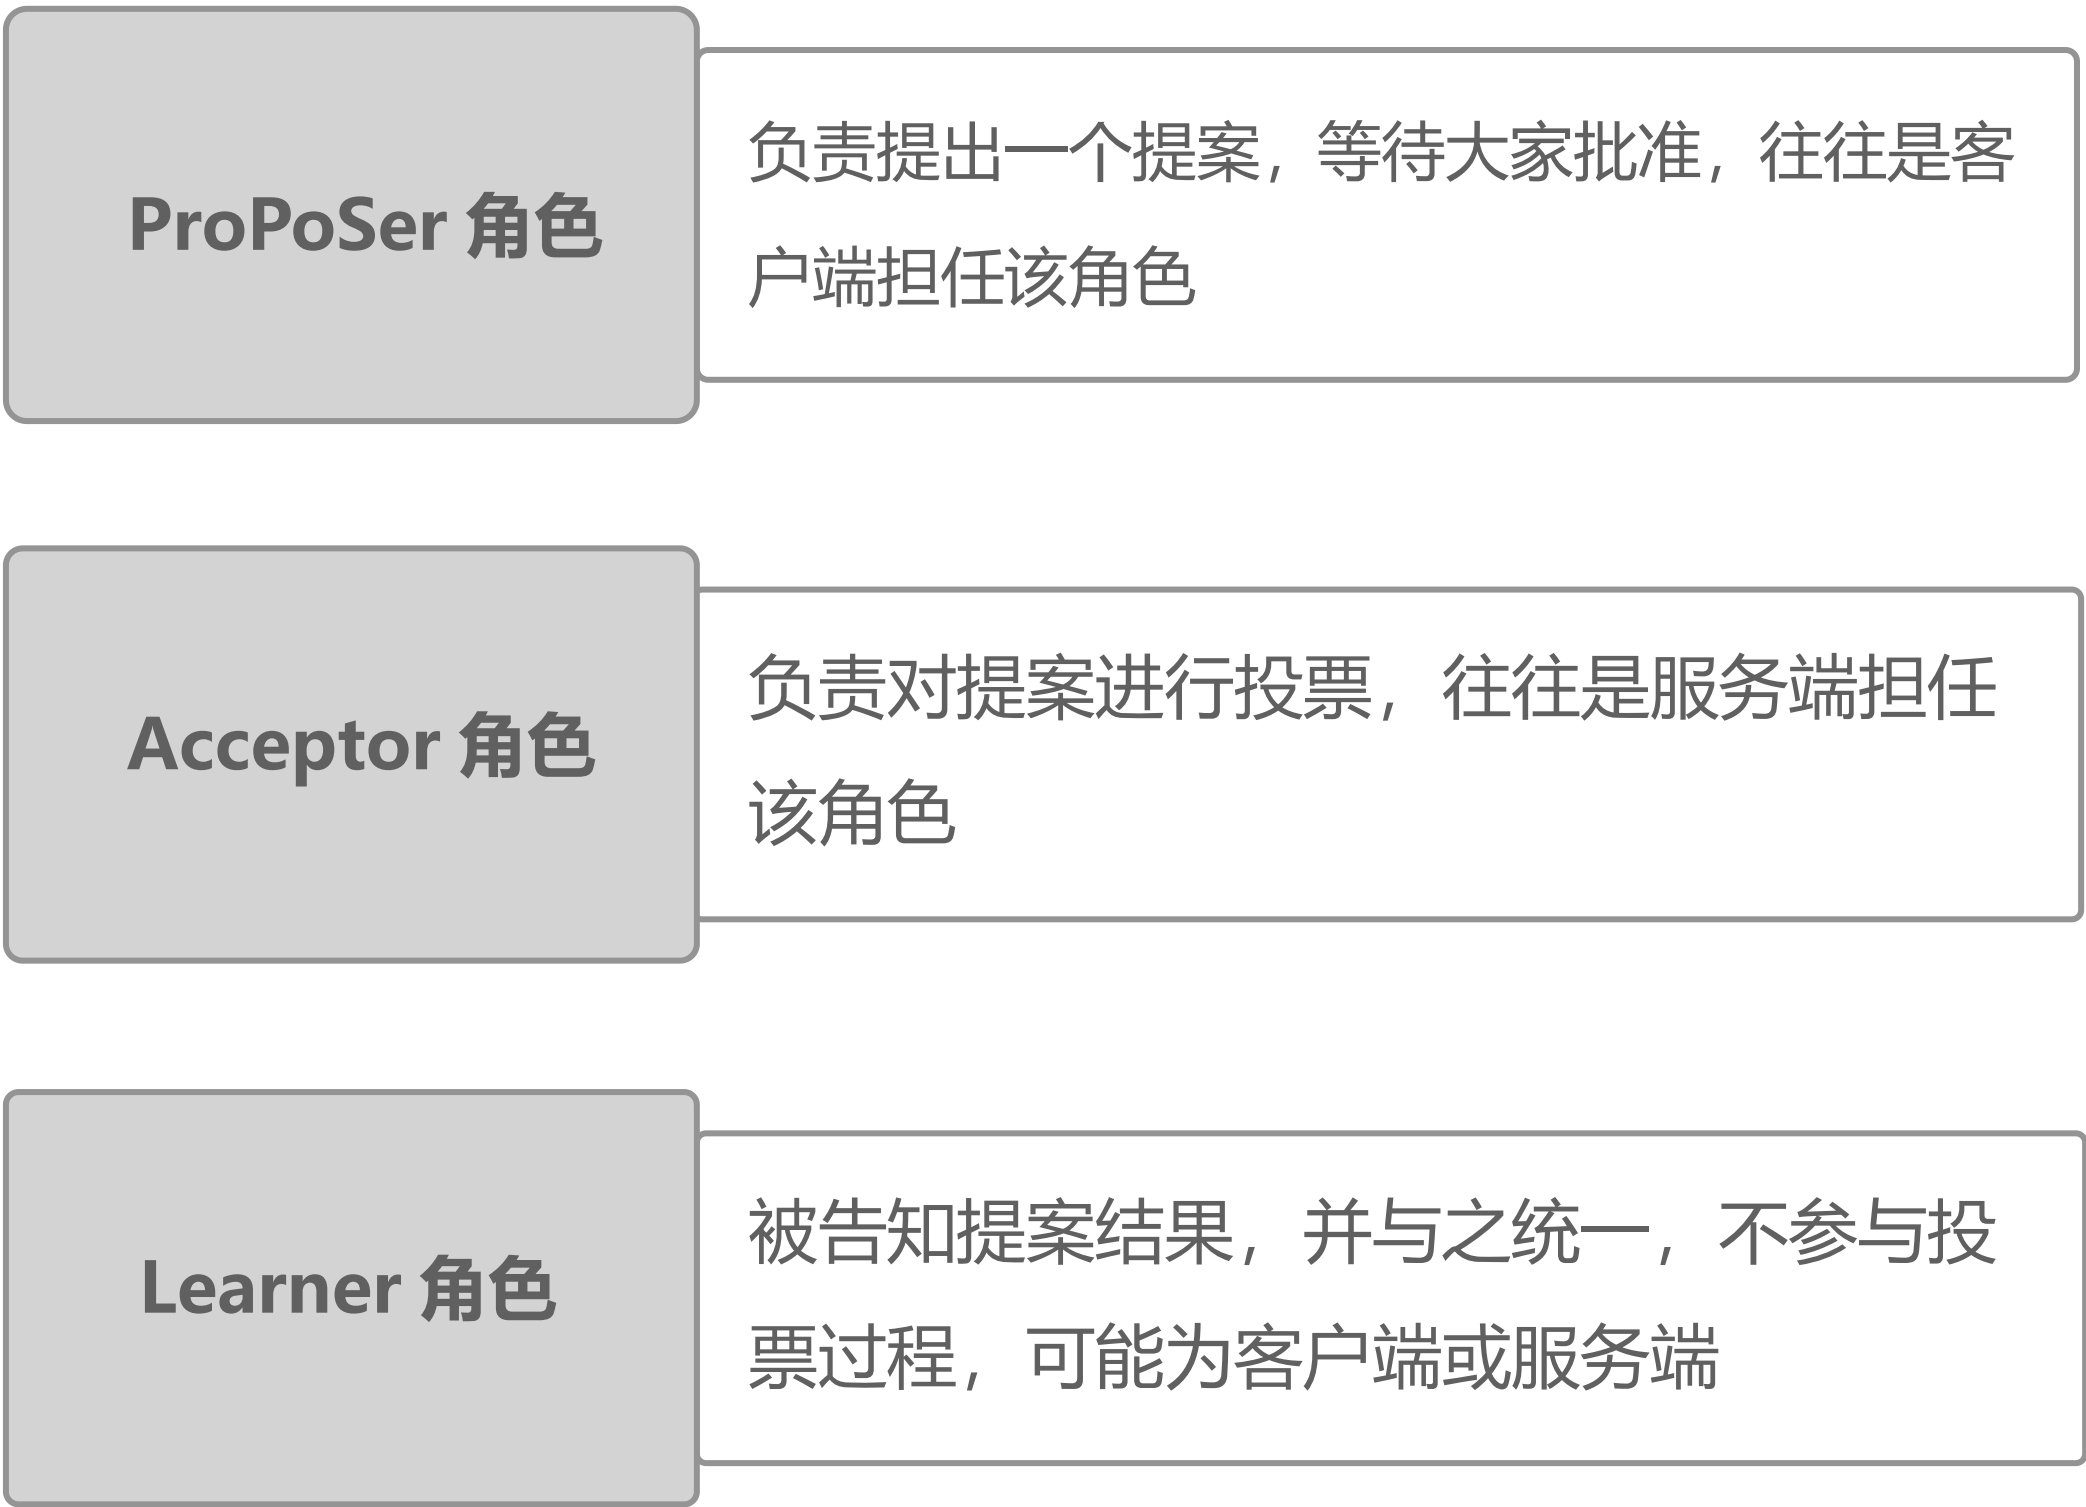 ProPoSer 角色
负责提出一个提案，等待大家批准，往往是客
户端担任该角色
Acceptor 角色
负责对提案进行投票，往往是服务端担任
该角色
Learner 角色
被告知提案结果，并与之统一，不参与投
票过程，可能为客户端或服务端